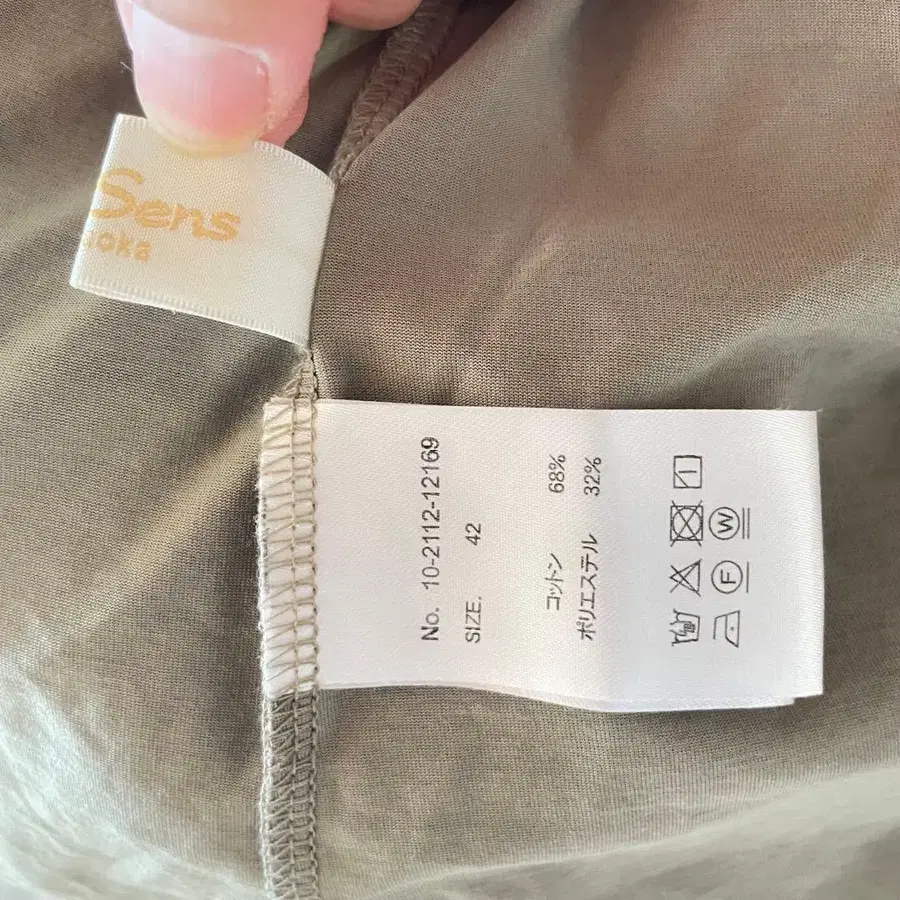 Sens
aoka
No. 10-2112-12169
SIZE. 42
コットン 68%
ポリエステル 32%
W
F